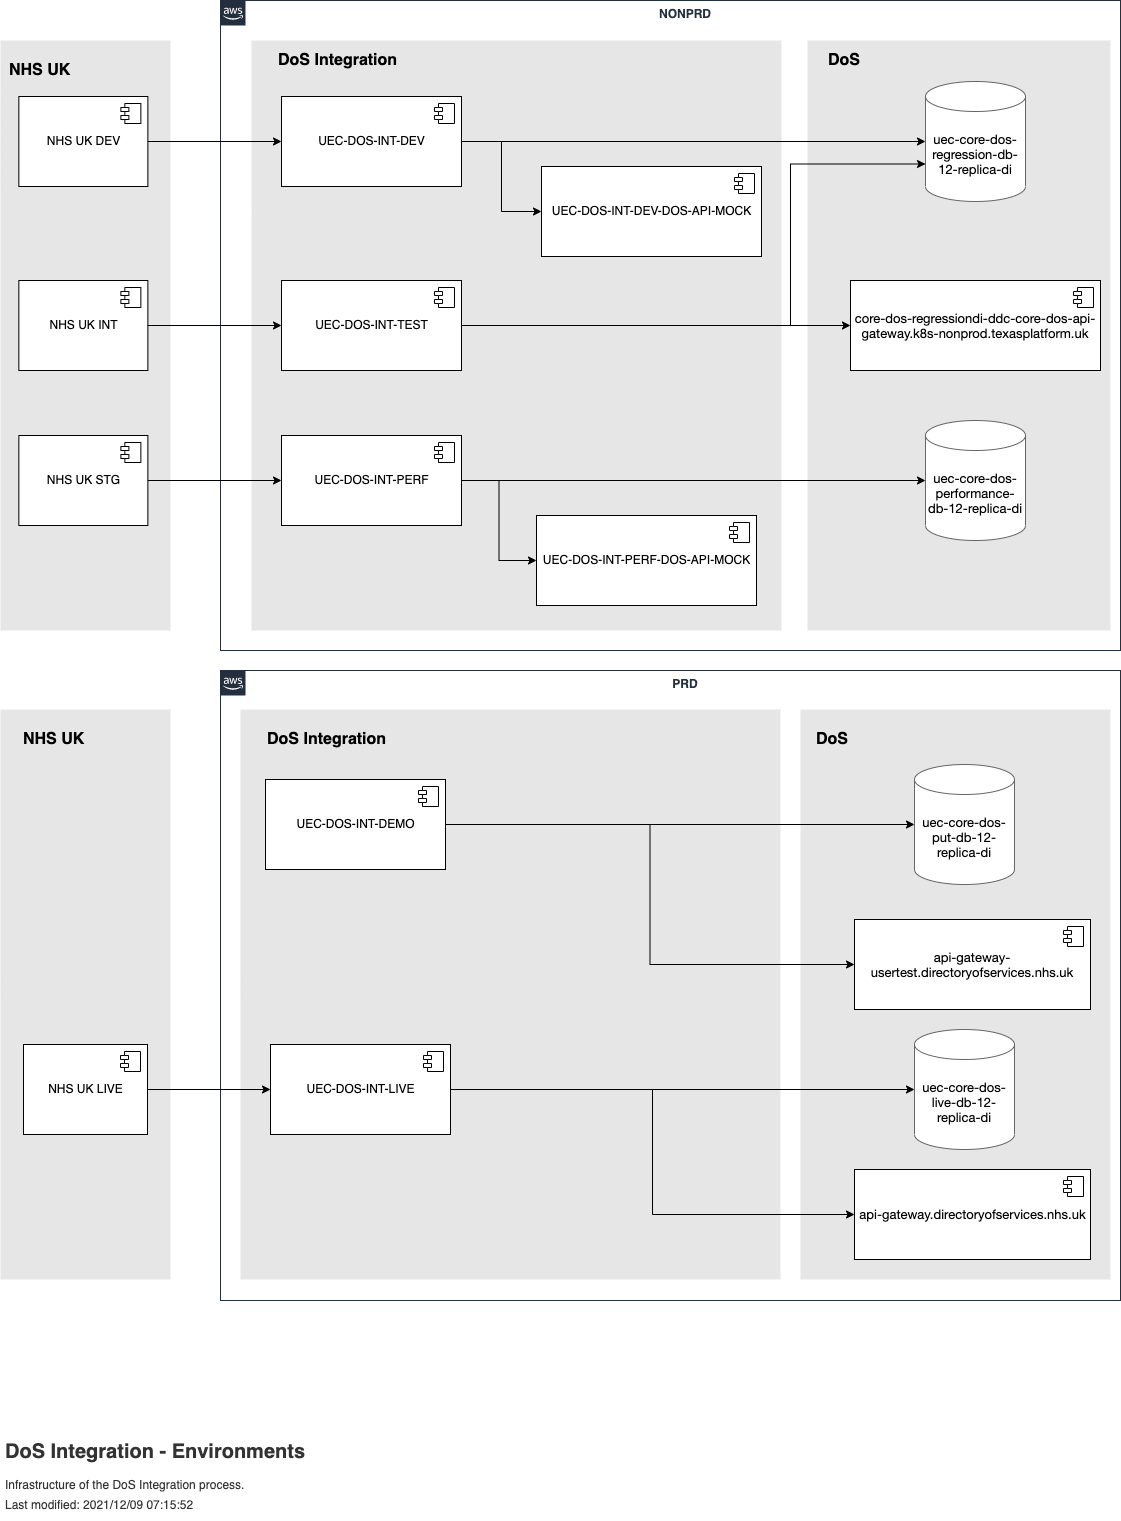 aws
NONPRD
NHS UK
DoS Integration
DoS
NHS UK DEV
UEC-DOS-INT-DEV
uec-core-dos-
regression-db-
12-replica-di
UEC-DOS-INT-DEV-DOS-API-MOCK
NHS UK INT
UEC-DOS-INT-TEST
core-dos-regressiondi-ddc-core-dos-api-
gateway.k8s-nonprod.texasplatform.uk
NHS UK STG
UEC-DOS-INT-PERF
uec-core-dos-
performance-
db-12-replica-di
UEC-DOS-INT-PERF-DOS-API-MOCK
aws
PRD
NHS UK
DoS Integration
DoS
UEC-DOS-INT-DEMO
uec-core-dos-
put-db-12-
replica-di
api-gateway-
usertest.directoryofservices.nhs.uk
NHS UK LIVE
UEC-DOS-INT-LIVE
uec-core-dos-
live-db-12-
replica-di
api-gateway.directoryofservices.nhs.uk
DoS Integration - Environments
Infrastructure of the DoS Integration process.
Last modified: 2021/12/09 07:15:52